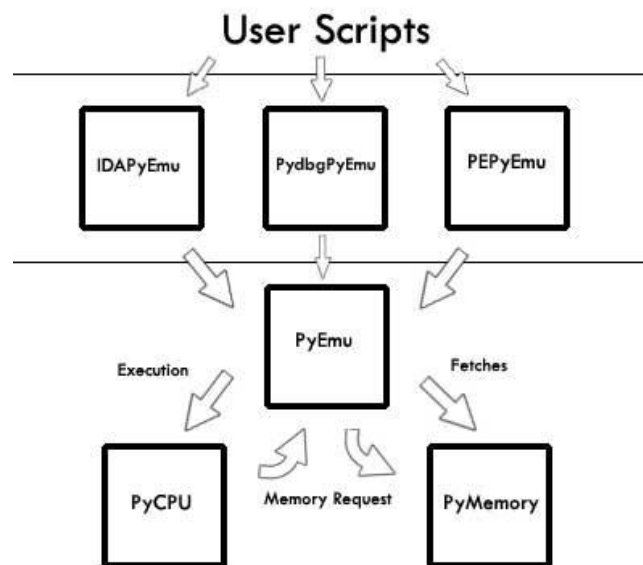 User Scripts
IDAPyEmu
PydbgPyEmu
PEPyEmu
PyEmu
Execution
Fetches
PyCPU
Memory Request
PyMemory